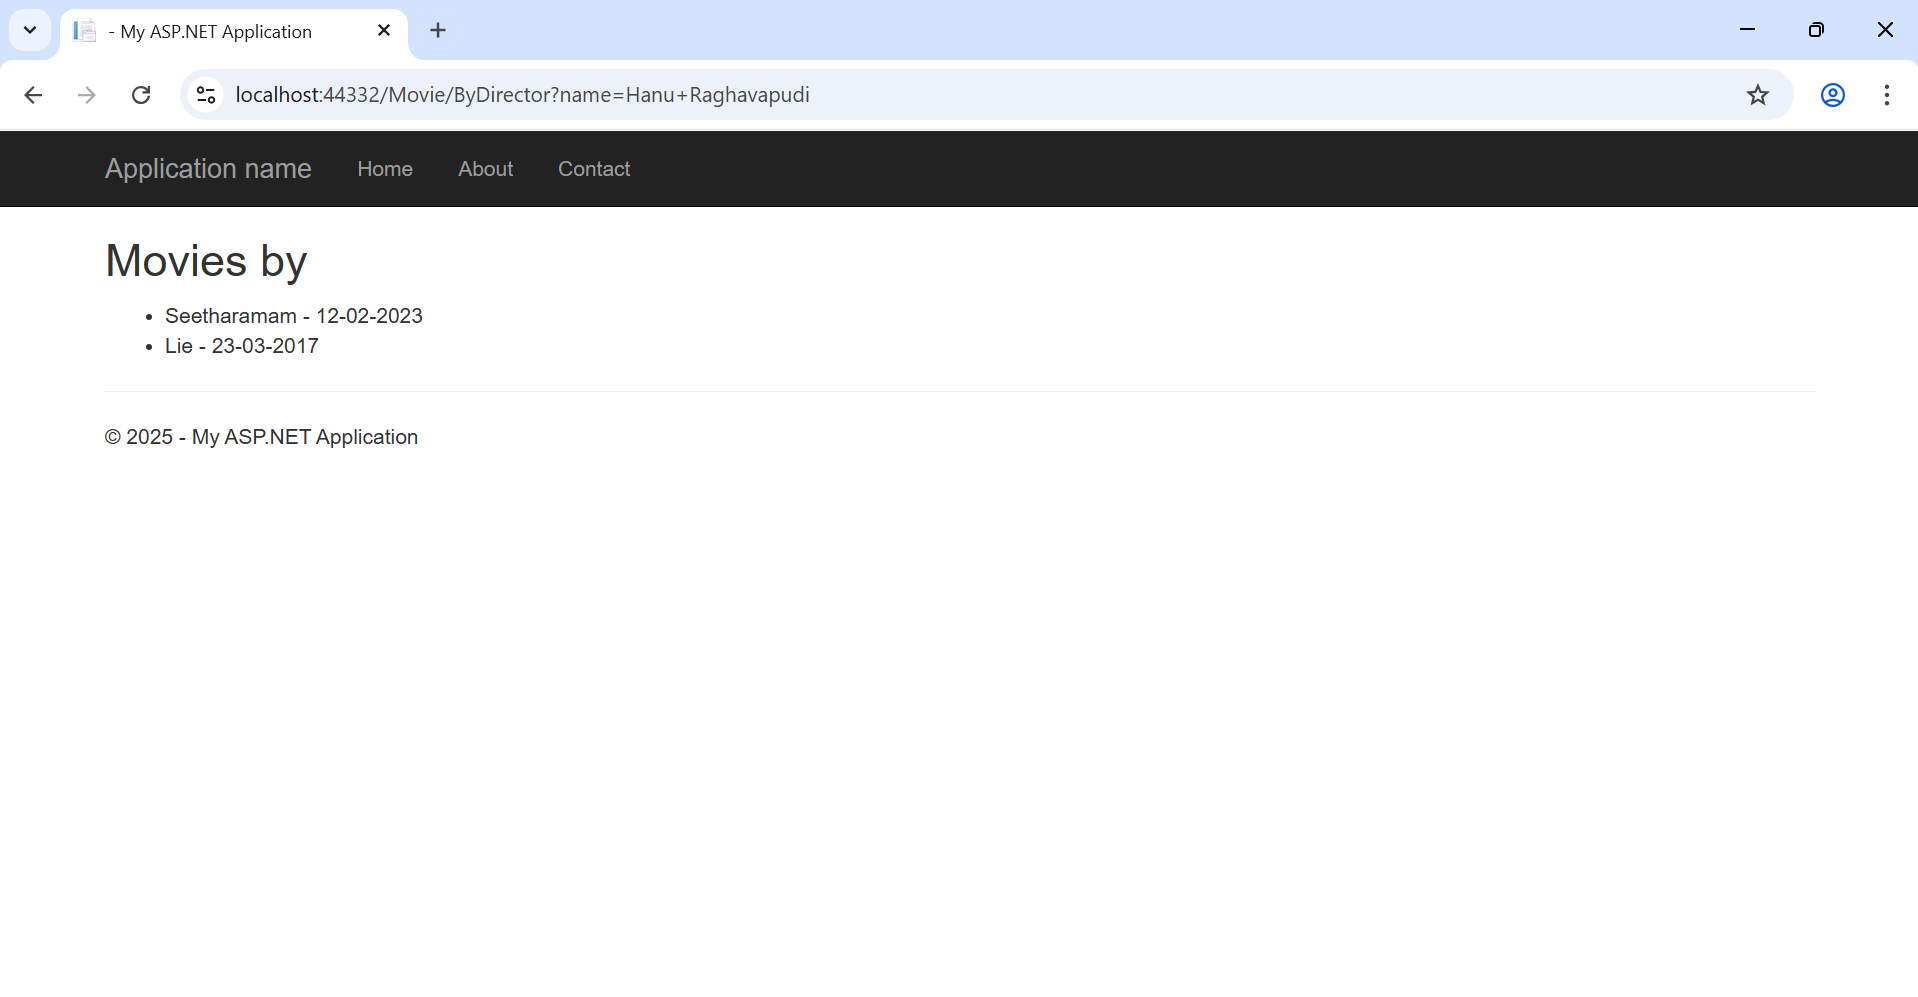 - My ASP.NET Application
localhost:44332/Movie/ByDirector?name=Hanu+Raghavapudi
Application name Home About Contact
Movies by
• Seetharamam - 12-02-2023
• Lie - 23-03-2017
© 2025 - My ASP.NET Application